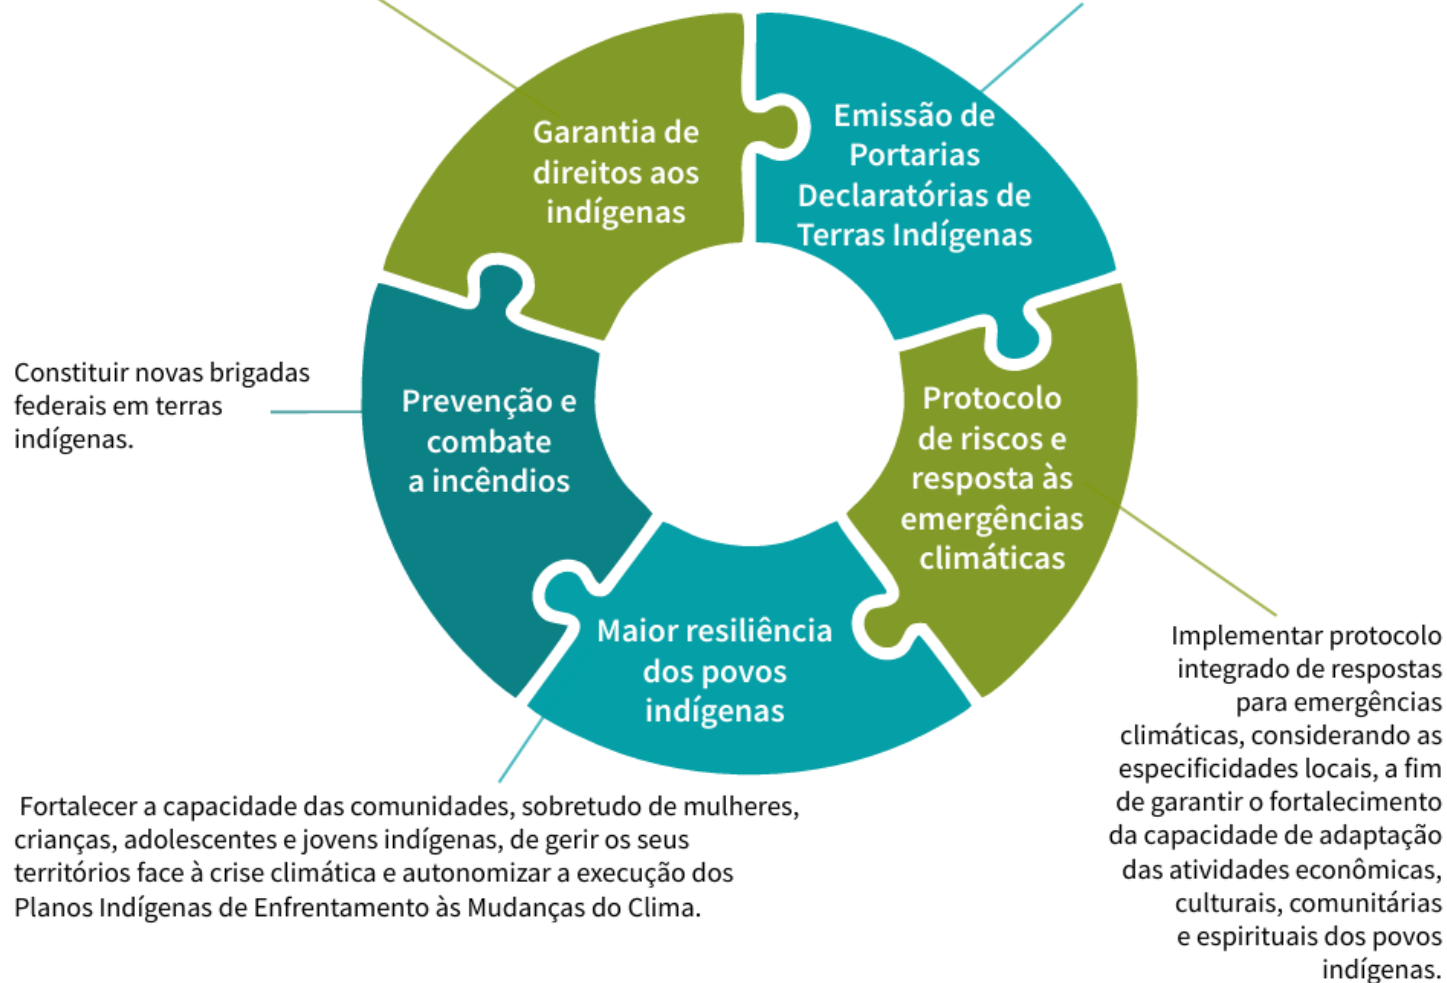 Garantia de
direitos aos
indígenas
Emissão de
Portarias
Declaratórias de
Terras Indígenas
Constituir novas brigadas
federais em terras
indígenas.
Prevenção e
combate
a incêndios
Protocolo
de riscos e
resposta às
emergências
climáticas
Maior resiliência
dos povos
indígenas
Implementar protocolo
integrado de respostas
para emergências
climáticas, considerando as
especificidades locais, a fim
de garantir o fortalecimento
da capacidade de adaptação
das atividades econômicas,
culturais, comunitárias
e espirituais dos povos
indígenas.
Fortalecer a capacidade das comunidades, sobretudo de mulheres,
crianças, adolescentes e jovens indígenas, de gerir os seus
territórios face à crise climática e autonomizar a execução dos
Planos Indígenas de Enfrentamento às Mudanças do Clima.